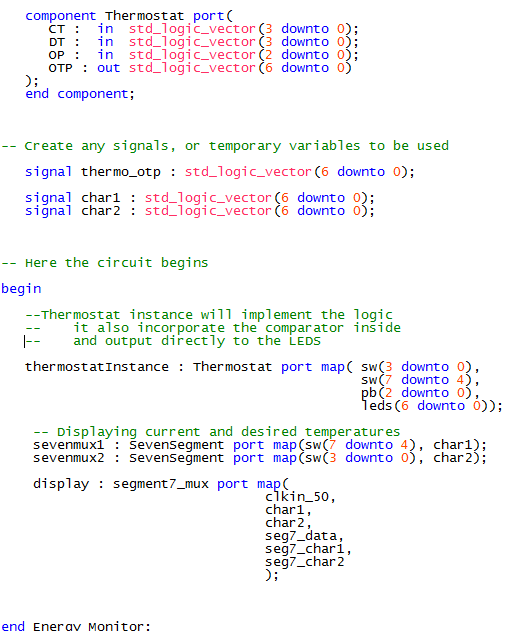 component Thermostat port(
CT : in std_logic_vector(3 downto 0);
DT : in std_logic_vector(3 downto 0);
OP : in std_logic_vector(2 downto 0);
OTP : out std_logic_vector(6 downto 0)
);
end component;
-- Create any signals, or temporary variables to be used
signal thermo_otp : std_logic_vector(6 downto 0);
signal char1 : std_logic_vector(6 downto 0);
signal char2 : std_logic_vector(6 downto 0);
-- Here the circuit begins
begin
--Thermostat instance will implement the logic
-- it also incorporate the comparator inside
-- and output directly to the LEDS
thermostatInstance : Thermostat port map( sw(3 downto 0),
sw(7 downto 4),
pb(2 downto 0),
leds(6 downto 0));
-- Displaying current and desired temperatures
sevenmux1 : SevenSegment port map(sw(7 downto 4), char1);
sevenmux2 : SevenSegment port map(sw(3 downto 0), char2);
display : segment7_mux port map(
clkin_50,
char1,
char2,
seg7_data,
seg7_char1,
seg7_char2
);
end Energy_Monitor;